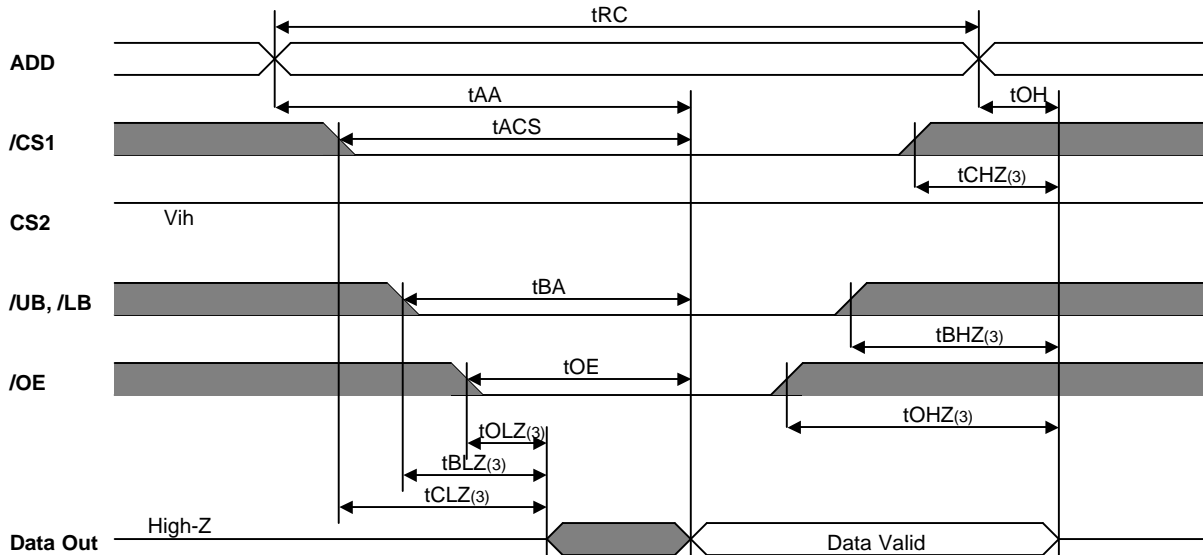 tRC
ADD
tAA
tOH
/CS1
tACS
tCHZ(3)
CS2
Vih
/UB, /LB
tBA
tBHZ(3)
/OE
tOE
tOLZ(3)
tOHZ(3)
tBLZ(3)
tCLZ(3)
High-Z
Data Out
Data Valid